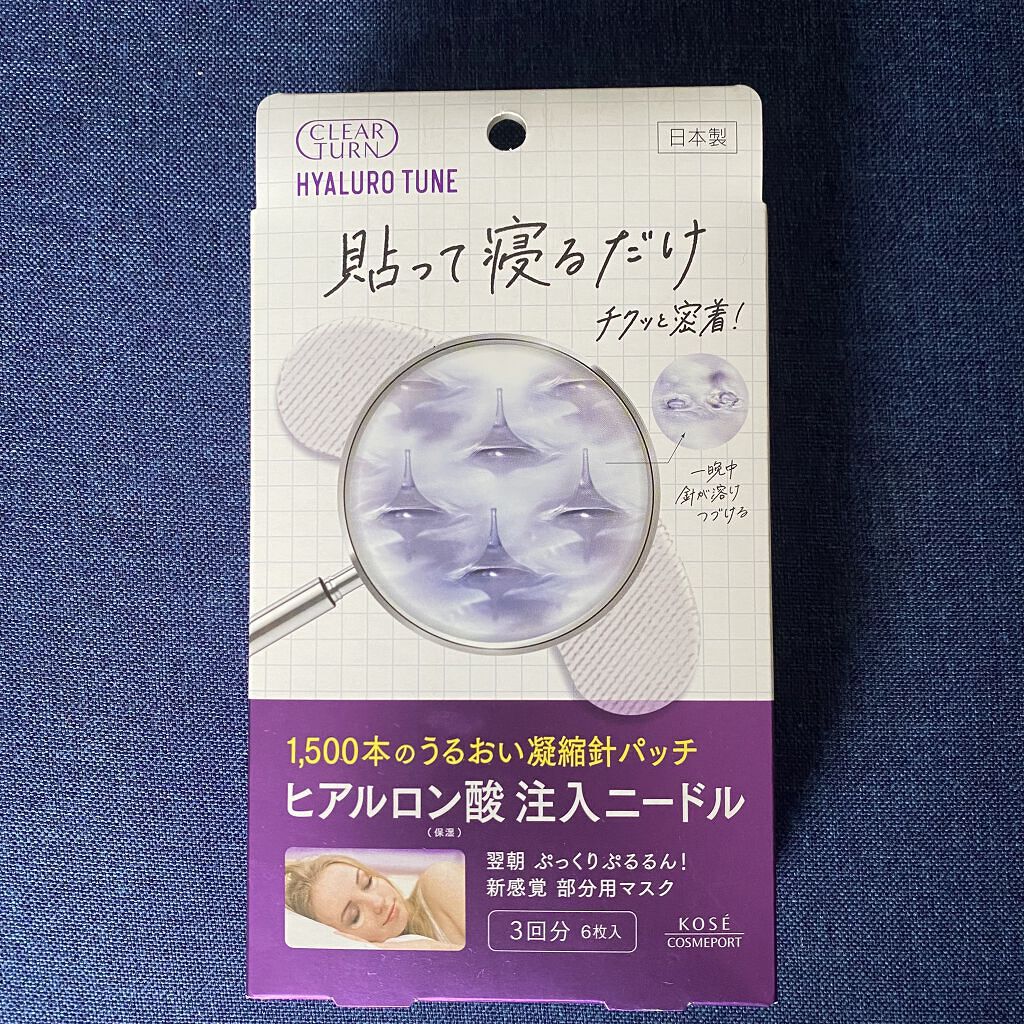 CLEAR
TURN
日本製
HYALURO TUNE
貼って寝るだけ
チクッと密着!
一晩中
針が溶け
つづける
1,500本のうるおい凝縮針パッチ
ヒアルロン酸 注入ニードル
(保湿)
翌朝 ぷっくりぷるるん!
新感覚 部分用マスク
3回分 6枚入
KOSÉ
COSMEPORT